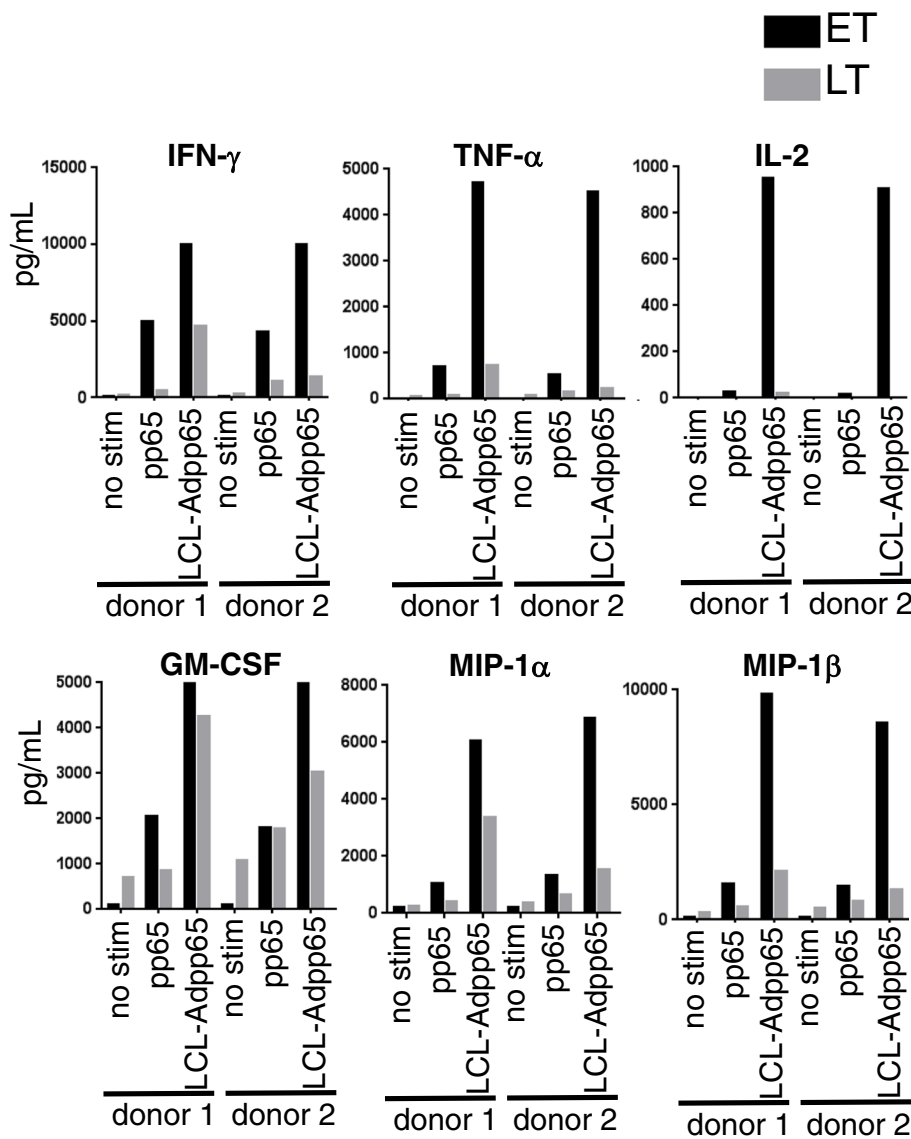 ET
LT
IFN-γ
TNF-α
IL-2
pg/mL
15000
10000
5000
0
5000
4000
3000
2000
1000
0
1000
800
600
400
200
0
no stim
pp65
LCL-Adpp65
no stim
pp65
LCL-Adpp65
no stim
pp65
LCL-Adpp65
no stim
pp65
LCL-Adpp65
no stim
pp65
LCL-Adpp65
no stim
pp65
LCL-Adpp65
donor 1
donor 2
donor 1
donor 2
donor 1
donor 2
GM-CSF
MIP-1α
MIP-1β
pg/mL
5000
4000
3000
2000
1000
0
8000
6000
4000
2000
0
10000
5000
0
no stim
pp65
LCL-Adpp65
no stim
pp65
LCL-Adpp65
no stim
pp65
LCL-Adpp65
no stim
pp65
LCL-Adpp65
no stim
pp65
LCL-Adpp65
no stim
pp65
LCL-Adpp65
donor 1
donor 2
donor 1
donor 2
donor 1
donor 2